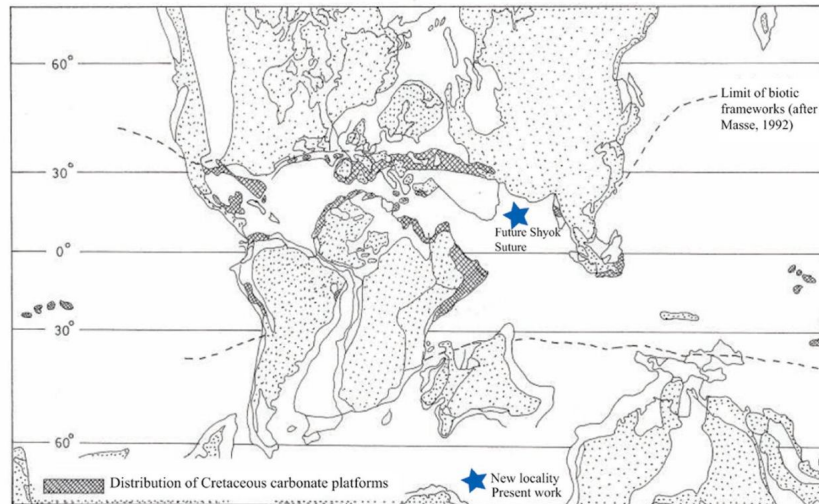 60°
Limit of biotic
frameworks (after
Masse, 1992)
30°
Future Shyok
Suture
0°
30°
60°
Distribution of Cretaceous carbonate platforms
New locality
Present work